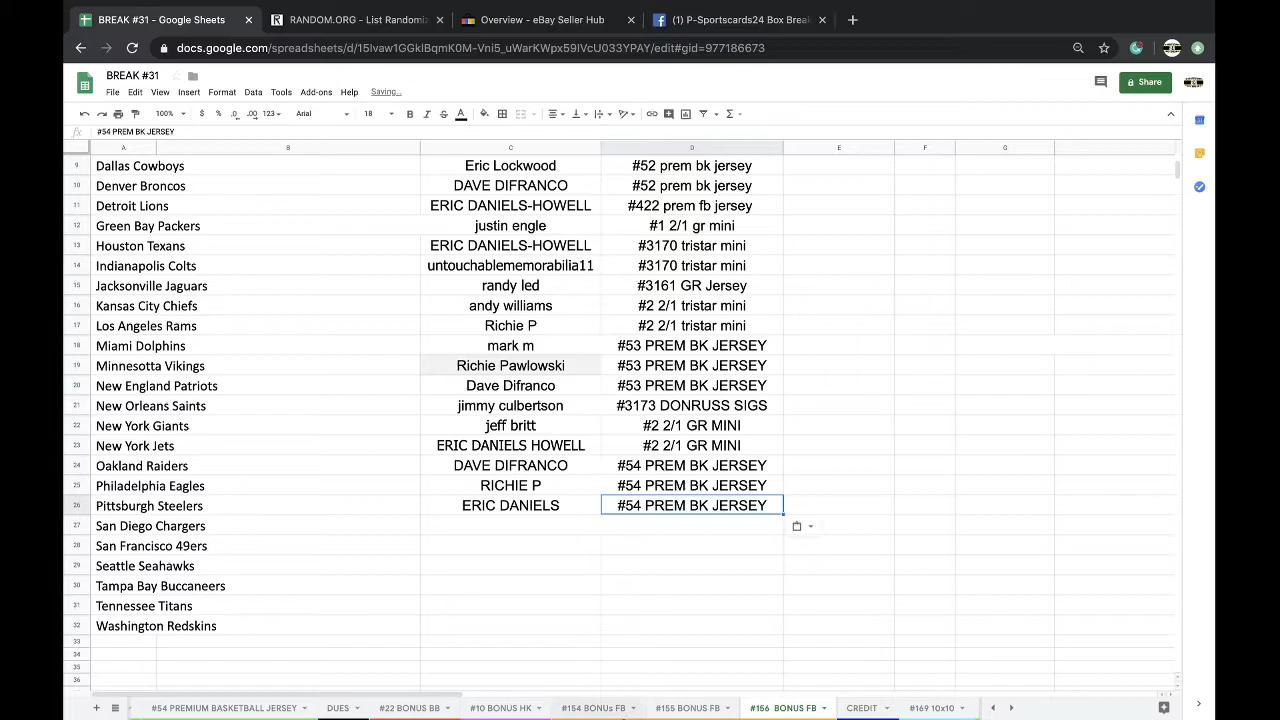 BREAK #31 - Google Sheets
RANDOM.ORG - List Randomiz
Overview - eBay Seller Hub
(1) P-Sportscards24 Box Break
docs.google.com/spreadsheets/d/15Ivaw1GGkIBqmK0M-Vni5_uWarKWpx59IVcU033YPAY/edit#gid=977186673
BREAK #31
File Edit View Insert Format Data Tools Add-ons Help Saving...
Share
100% $ % .0 .00 123 Arial 18
fx #54 PREM BK JERSEY
A B C D E F G
9 Dallas Cowboys Eric Lockwood #52 prem bk jersey
10 Denver Broncos DAVE DIFRANCO #52 prem bk jersey
11 Detroit Lions ERIC DANIELS-HOWELL #422 prem fb jersey
12 Green Bay Packers justin engle #1 2/1 gr mini
13 Houston Texans ERIC DANIELS-HOWELL #3170 tristar mini
14 Indianapolis Colts untouchablememorabilia11 #3170 tristar mini
15 Jacksonville Jaguars randy led #3161 GR Jersey
16 Kansas City Chiefs andy williams #2 2/1 tristar mini
17 Los Angeles Rams Richie P #2 2/1 tristar mini
18 Miami Dolphins mark m #53 PREM BK JERSEY
19 Minnesotta Vikings Richie Pawlowski #53 PREM BK JERSEY
20 New England Patriots Dave Difranco #53 PREM BK JERSEY
21 New Orleans Saints jimmy culbertson #3173 DONRUSS SIGS
22 New York Giants jeff britt #2 2/1 GR MINI
23 New York Jets ERIC DANIELS HOWELL #2 2/1 GR MINI
24 Oakland Raiders DAVE DIFRANCO #54 PREM BK JERSEY
25 Philadelphia Eagles RICHIE P #54 PREM BK JERSEY
26 Pittsburgh Steelers ERIC DANIELS #54 PREM BK JERSEY
27 San Diego Chargers
28 San Francisco 49ers
29 Seattle Seahawks
30 Tampa Bay Buccaneers
31 Tennessee Titans
32 Washington Redskins
33
34
35
36
#54 PREMIUM BASKETBALL JERSEY DUES #22 BONUS BB #10 BONUS HK #154 BONUs FB #155 BONUS FB #156 BONUS FB CREDIT #169 10x10